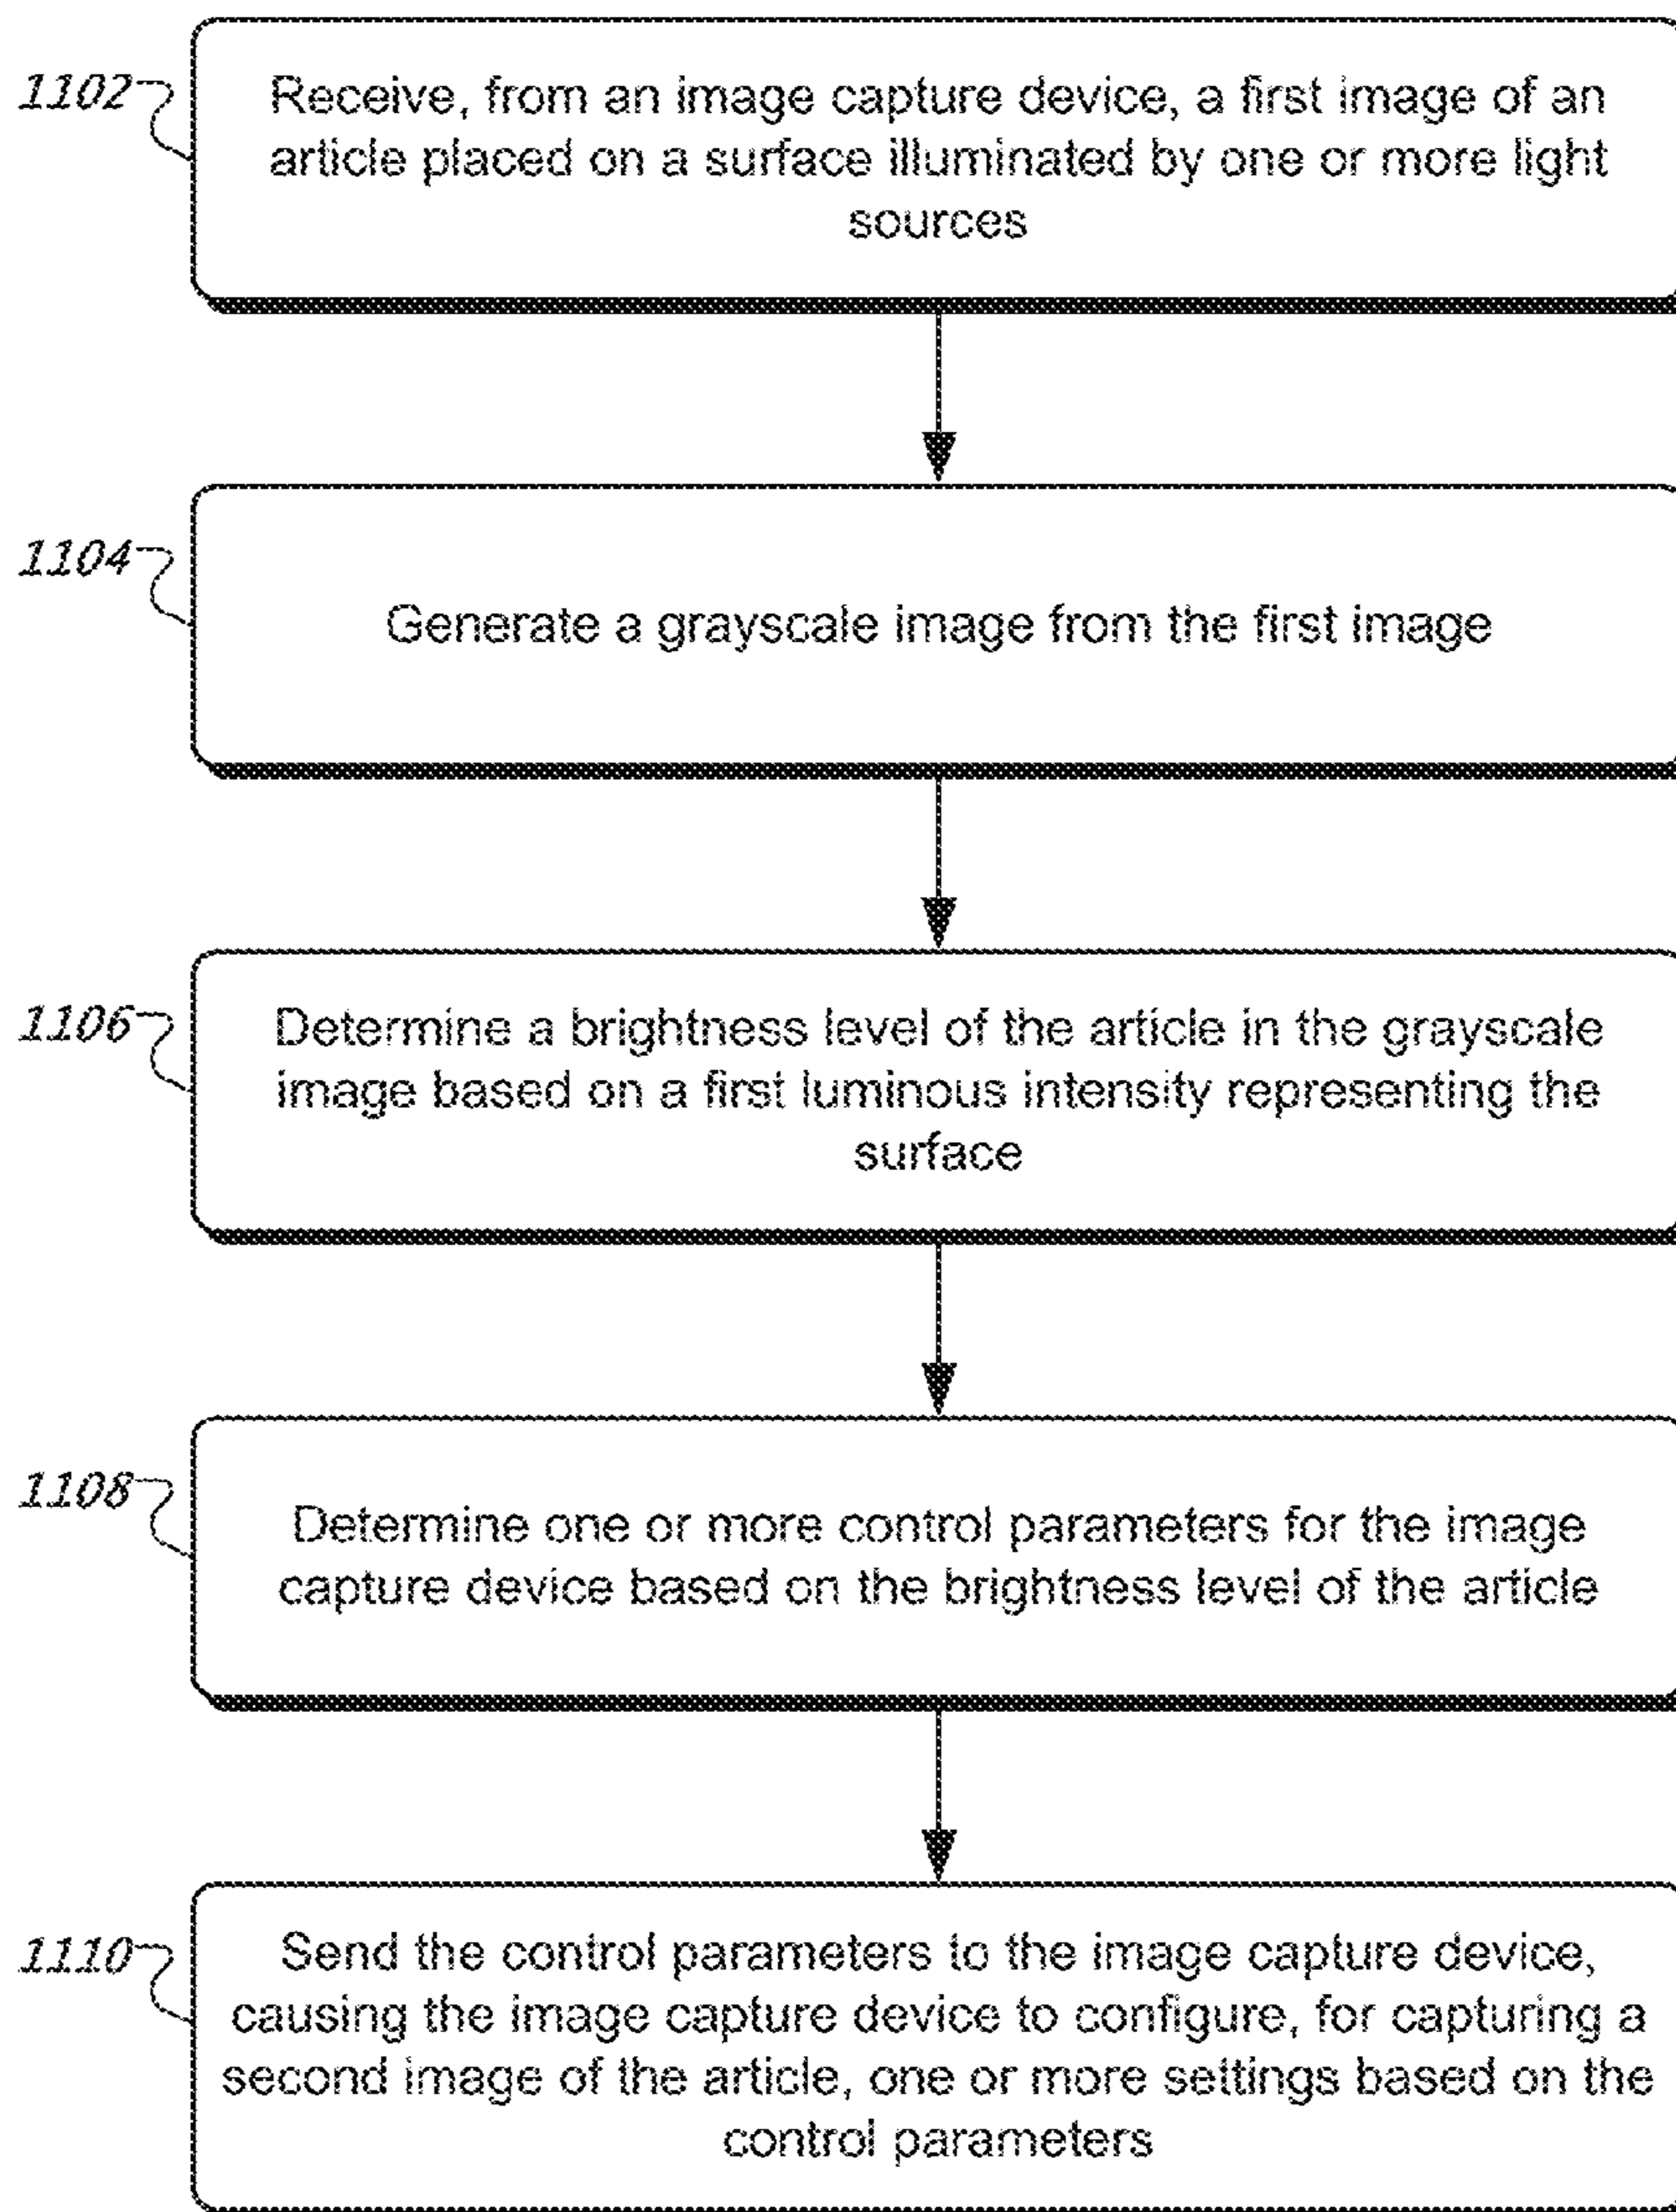 1102
Receive, from an image capture device, a first image of an
article placed on a surface illuminated by one or more light
sources
1104
Generate a grayscale image from the first image
1106
Determine a brightness level of the article in the grayscale
image based on a first luminous intensity representing the
surface
1108
Determine one or more control parameters for the image
capture device based on the brightness level of the article
1110
Send the control parameters to the image capture device,
causing the image capture device to configure, for capturing a
second image of the article, one or more settings based on the
control parameters